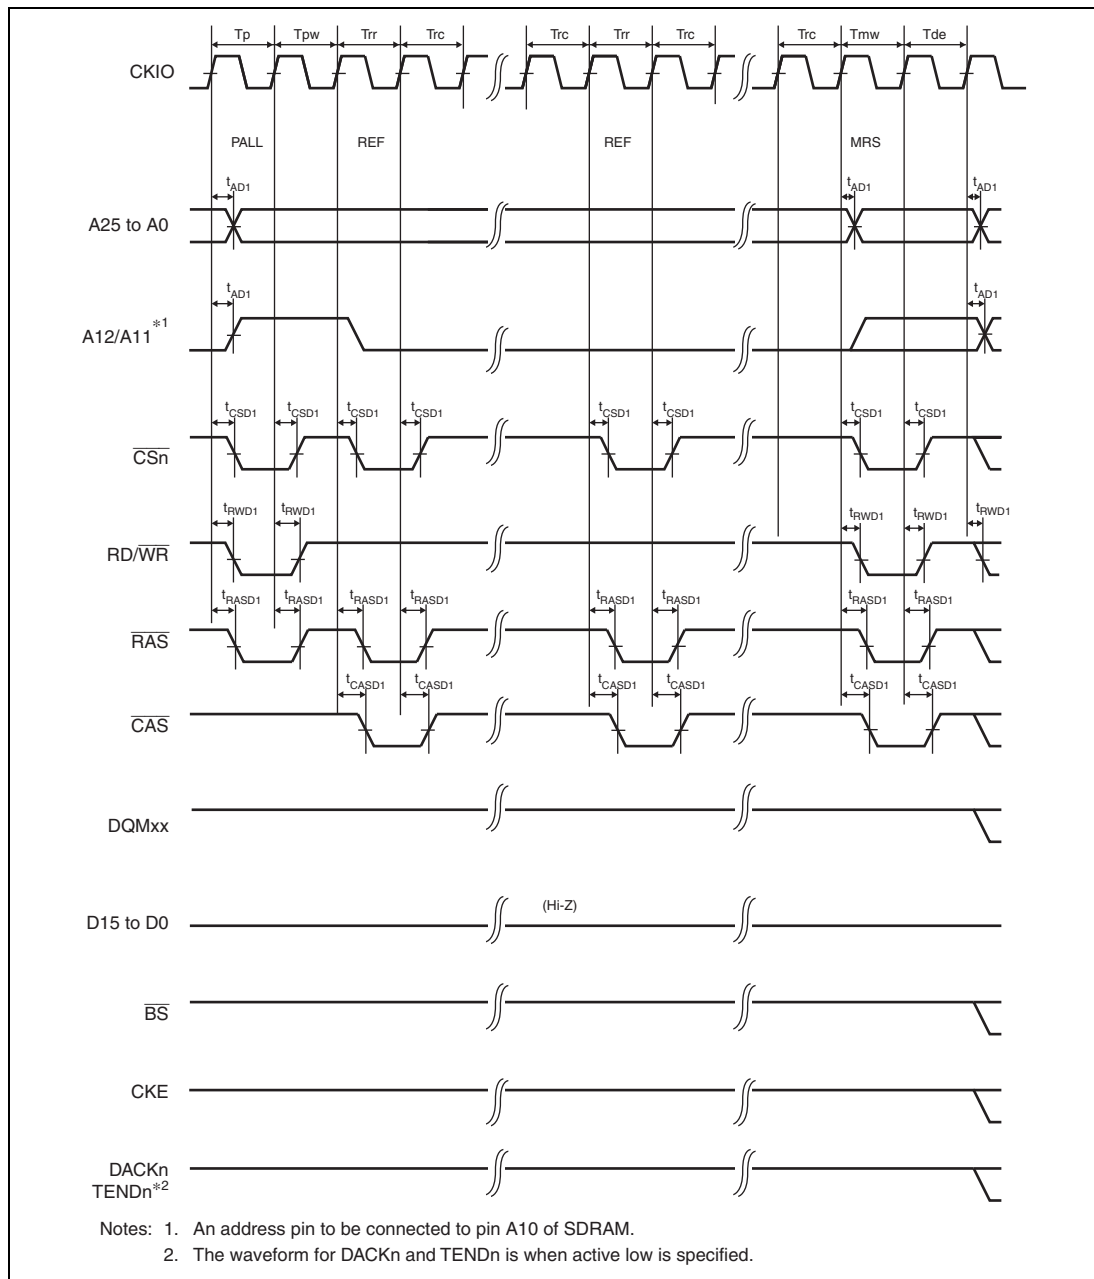 Tp Tpw Trr Trc Trc Trr Trc Trc Tmw Tde
CKIO
PALL REF REF MRS
tAD1 tAD1 tAD1
A25 to A0
tAD1 tAD1
A12/A11*1
tCSD1 tCSD1 tCSD1 tCSD1 tCSD1 tCSD1 tCSD1 tCSD1
CSn
tRWD1 tRWD1 tRWD1 tRWD1 tRWD1
RD/WR
tRASD1 tRASD1 tRASD1 tRASD1 tRASD1 tRASD1 tRASD1 tRASD1
RAS
tCASD1 tCASD1 tCASD1 tCASD1 tCASD1 tCASD1
CAS
DQMxx
(Hi-Z)
D15 to D0
BS
CKE
DACKn
TENDn*2
Notes: 1. An address pin to be connected to pin A10 of SDRAM.
2. The waveform for DACKn and TENDn is when active low is specified.